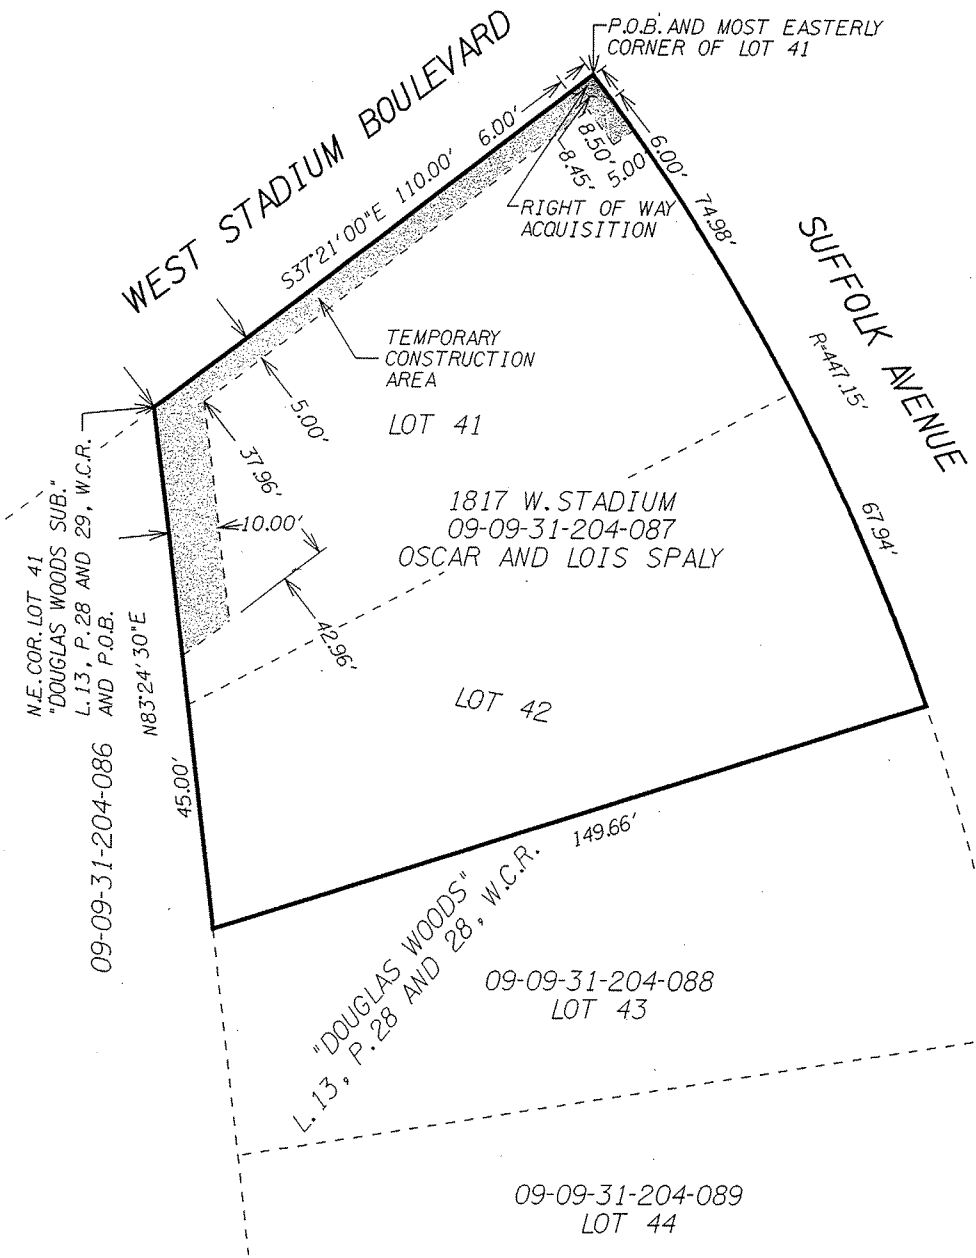 P.O.B. AND MOST EASTERLY
CORNER OF LOT 41
WEST STADIUM BOULEVARD
6.00'
110.00'
S37°21'00"E
8.50'
8.45'
5.00'
6.00'
74.98'
RIGHT OF WAY
ACQUISITION
SUFFOLK AVENUE
R=447.15'
TEMPORARY
CONSTRUCTION
AREA
5.00'
LOT 41
37.96'
10.00'
42.96'
1817 W. STADIUM
09-09-31-204-087
OSCAR AND LOIS SPALY
67.94'
N.E. COR. LOT 41
"DOUGLAS WOODS SUB."
L.13, P.28 AND 29, W.C.R.
AND P.O.B.
N83°24'30"E
09-09-31-204-086
45.00'
LOT 42
149.66'
"DOUGLAS WOODS"
L.13, P.28 AND 28, W.C.R.
09-09-31-204-088
LOT 43
09-09-31-204-089
LOT 44